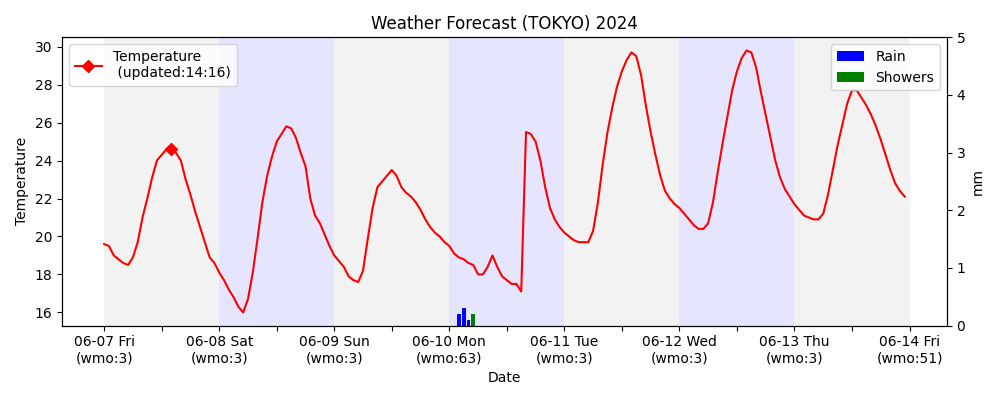 Weather Forecast (TOKYO) 2024
Temperature
(updated:14:16)
Rain
Showers
30
28
26
24
22
20
18
16
Temperature
5
4
3
2
1
0
mm
06-07 Fri 06-08 Sat 06-09 Sun 06-10 Mon 06-11 Tue 06-12 Wed 06-13 Thu 06-14 Fri
(wmo:3) (wmo:3) (wmo:3) (wmo:63) (wmo:3) (wmo:3) (wmo:3) (wmo:51)
Date